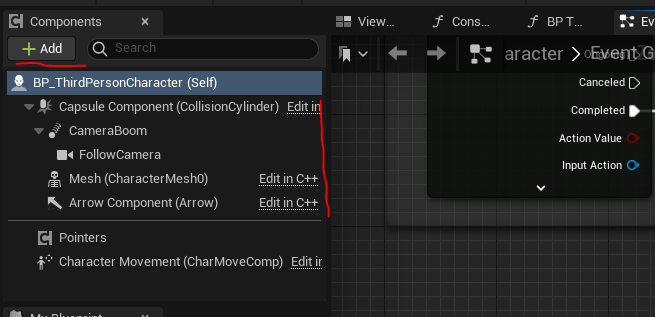 Components
View...
Cons...
BP T...
Ev
Add
Search
aracter > Event G
BP_ThirdPersonCharacter (Self)
Canceled
Capsule Component (CollisionCylinder) Edit in
Completed
CameraBoom
Action Value
FollowCamera
Input Action
Mesh (CharacterMesh0) Edit in C++
Arrow Component (Arrow) Edit in C++
Pointers
Character Movement (CharMoveComp) Edit ir
My Blueprint